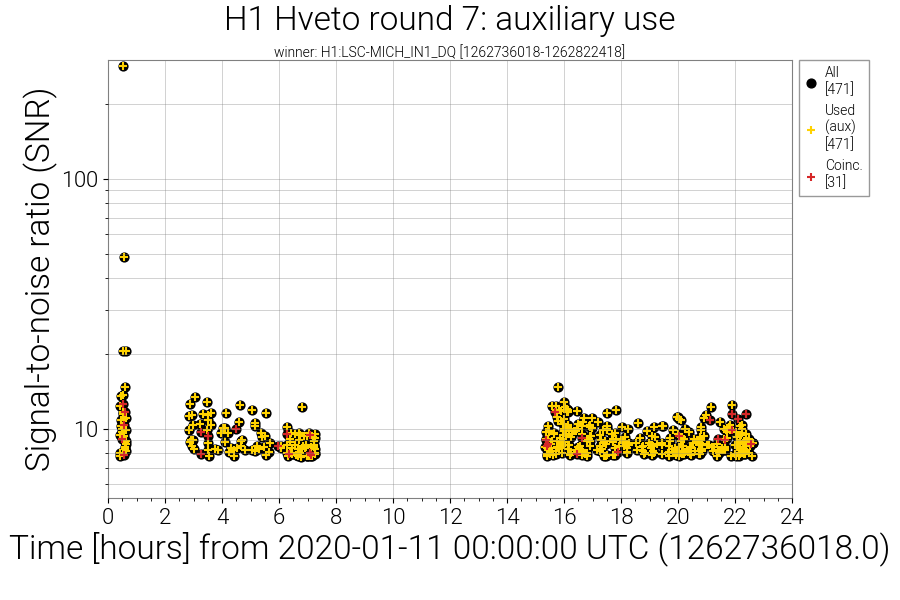 H1 Hveto round 7: auxiliary use
winner: H1:LSC-MICH_IN1_DQ [1262736018-1262822418]
Signal-to-noise ratio (SNR)
100
10
0 2 4 6 8 10 12 14 16 18 20 22 24
Time [hours] from 2020-01-11 00:00:00 UTC (1262736018.0)
All
[471]
Used
(aux)
[471]
Coinc.
[31]